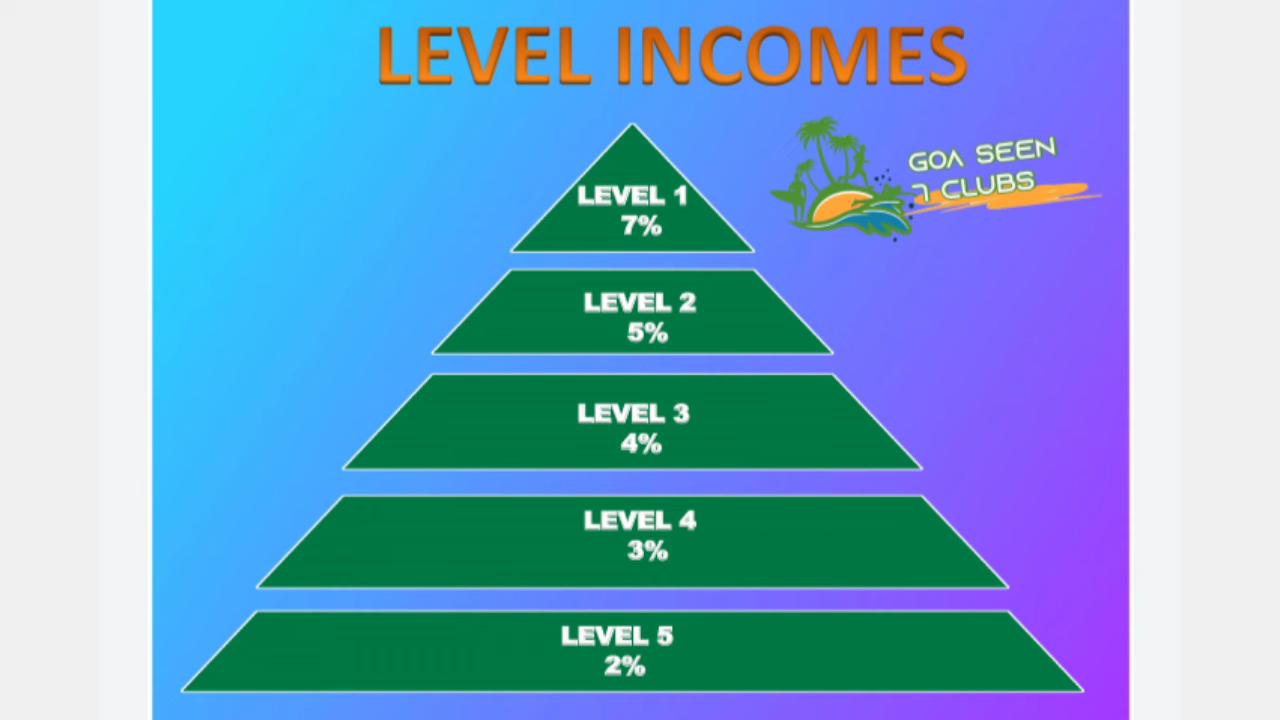 LEVEL INCOMES
GOA SEEN
7 CLUBS
LEVEL 1
7%
LEVEL 2
5%
LEVEL 3
4%
LEVEL 4
3%
LEVEL 5
2%